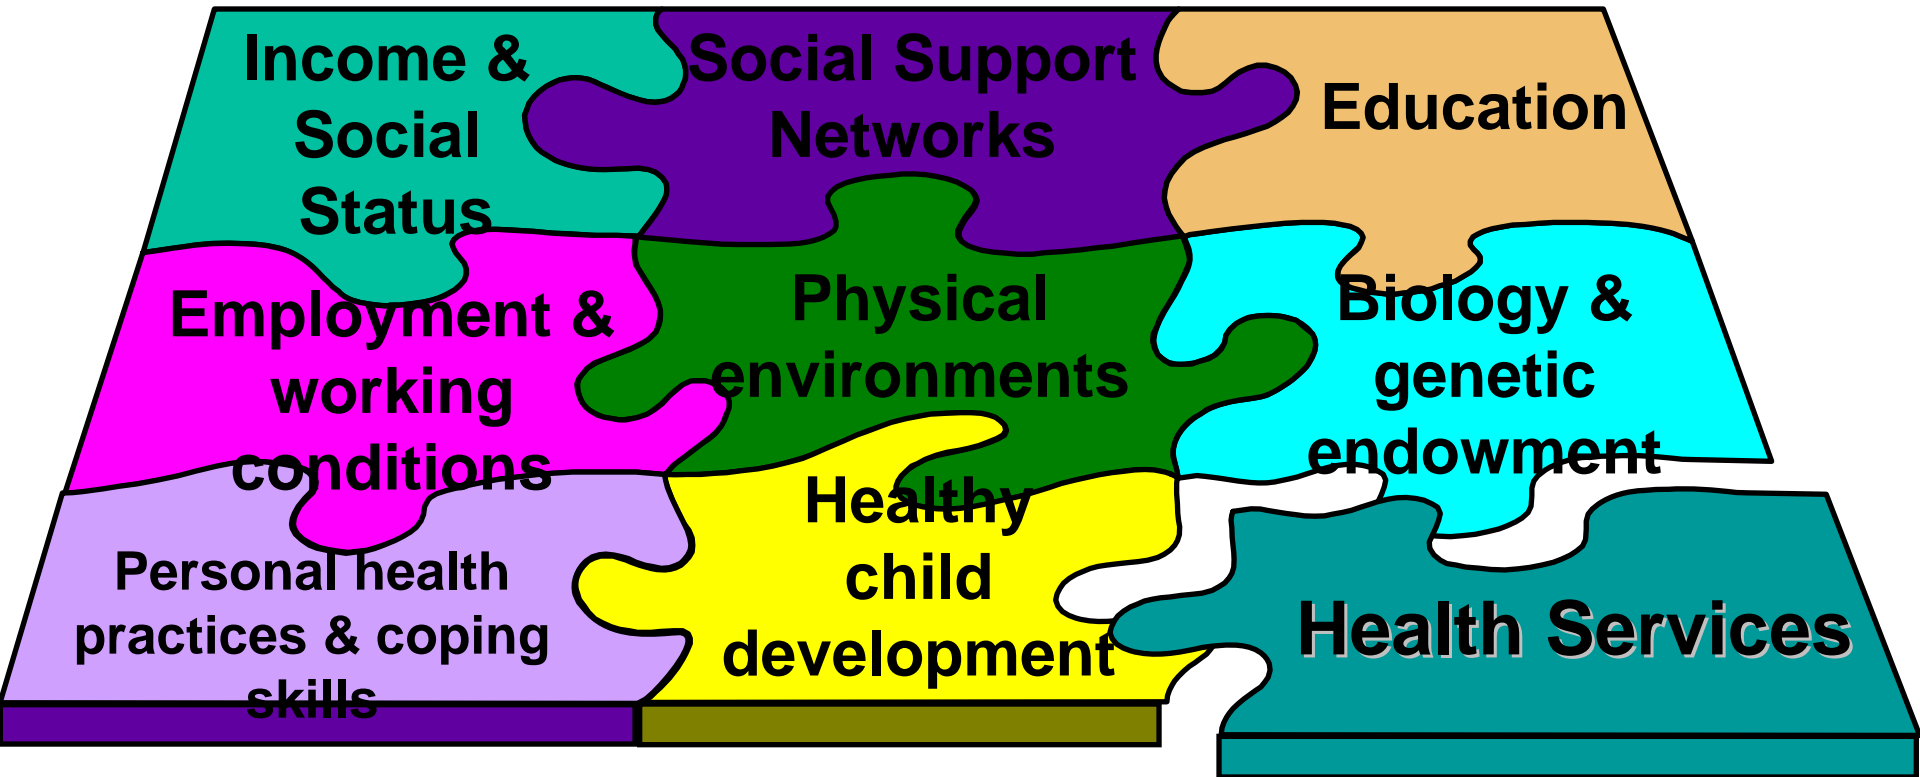 Income &
Social
Status
Social Support
Networks
Education
Employment &
working
conditions
Physical
environments
Biology &
genetic
endowment
Personal health
practices & coping
skills
Healthy
child
development
Health Services